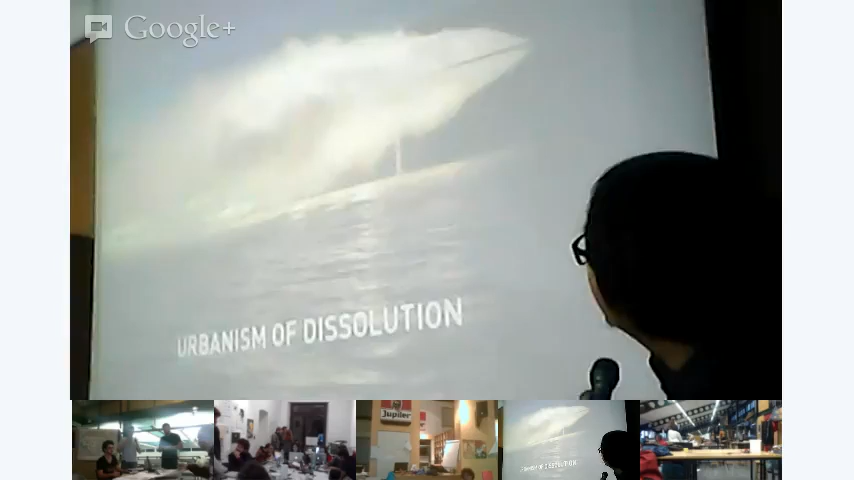 Google+
URBANISM OF DISSOLUTION
Jupiler
URBANISM OF DISSOLUTION